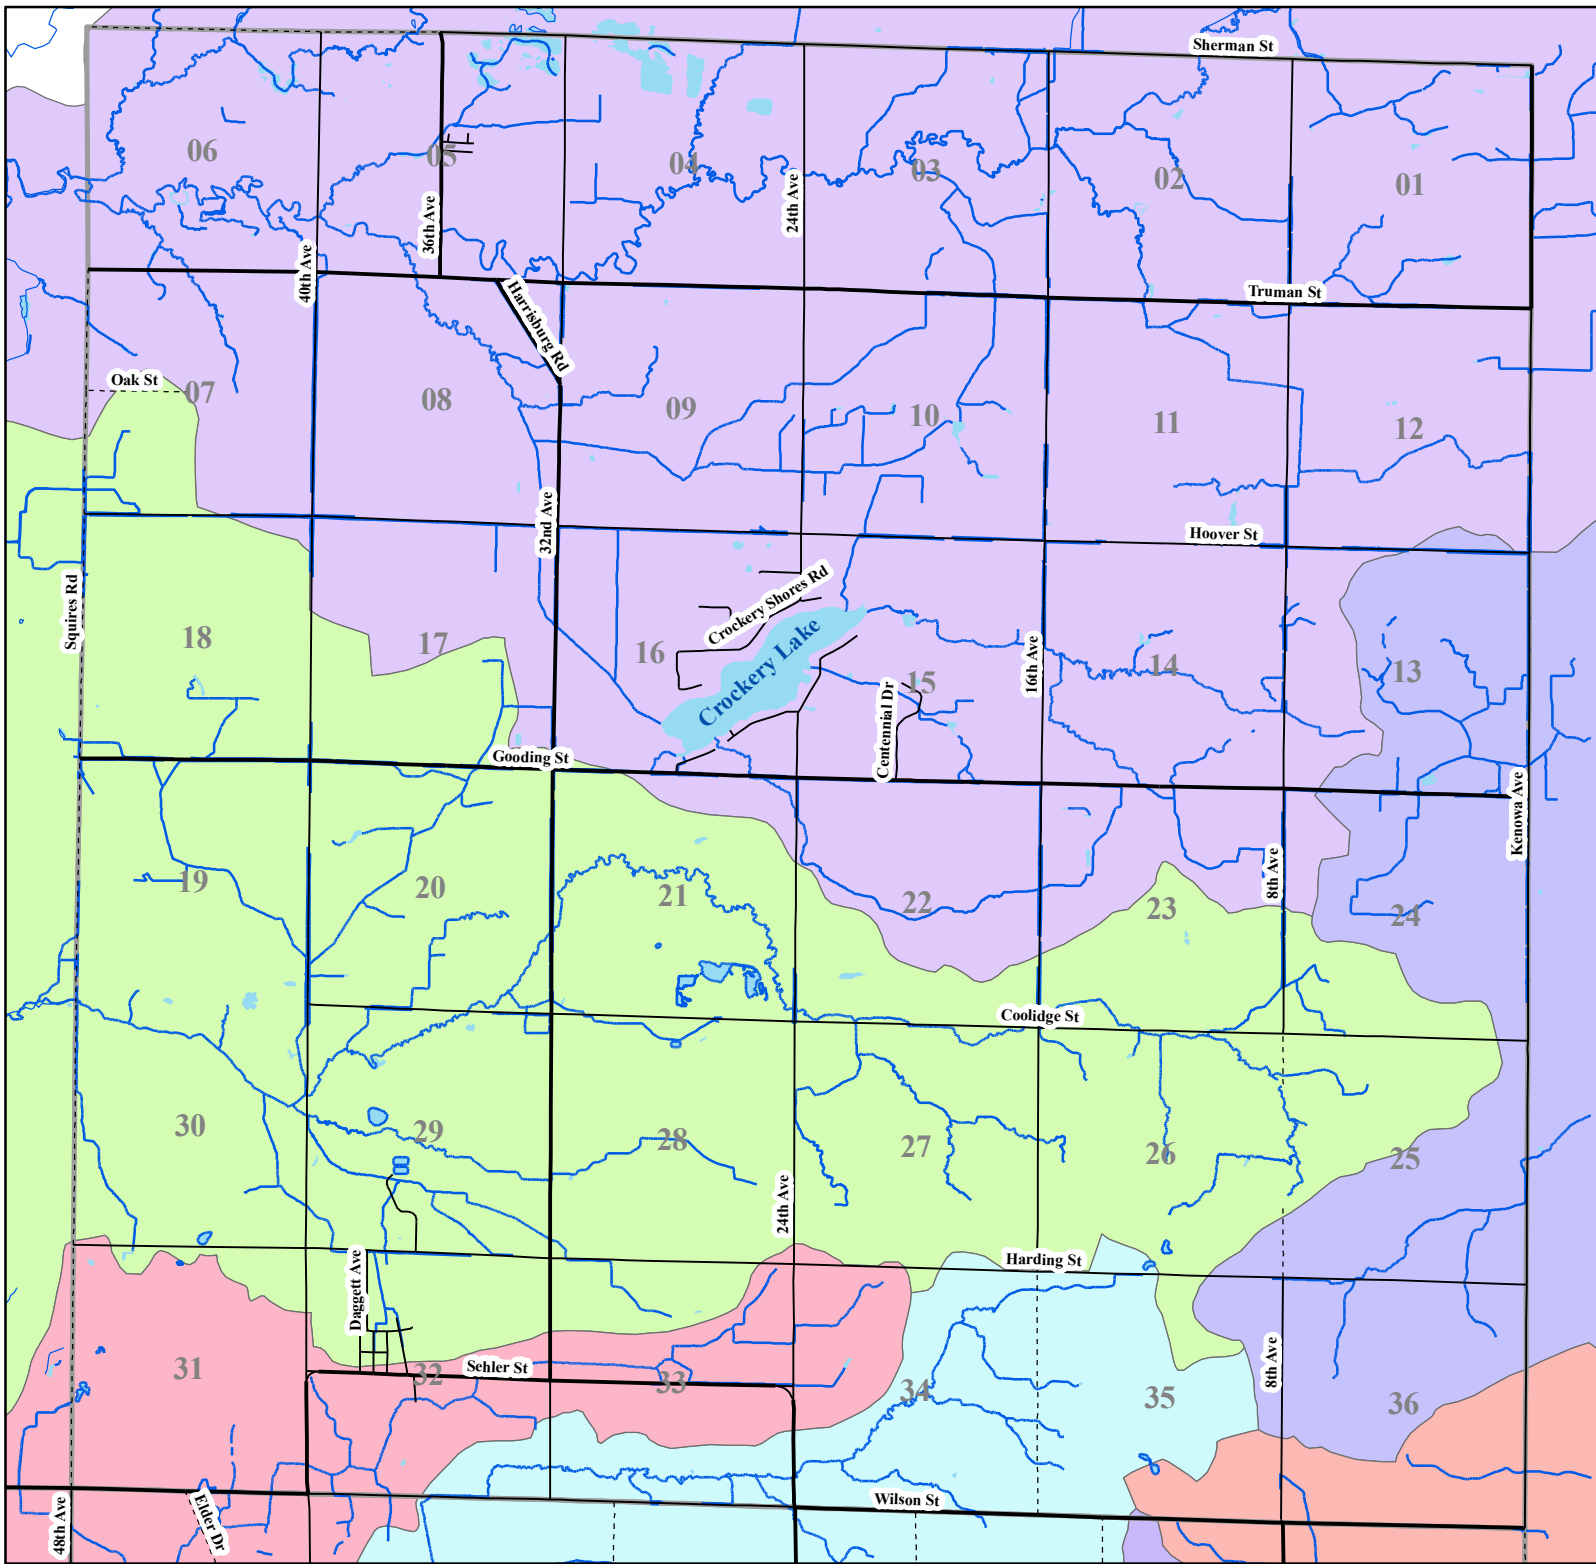 Sherman St
06
05
04
03
02
01
36th Ave
24th Ave
40th Ave
Truman St
Harrisburg Rd
Oak St
07
08
09
10
11
12
32nd Ave
Hoover St
Squires Rd
Crockery Shores Rd
18
17
16
Crockery Lake
15
16th Ave
14
13
Centennial Dr
Gooding St
Kenowa Ave
19
20
21
22
23
8th Ave
24
Coolidge St
30
29
28
27
26
25
24th Ave
Harding St
Daggett Ave
31
32
Sehler St
33
34
35
8th Ave
36
48th Ave
Elder Dr
Wilson St